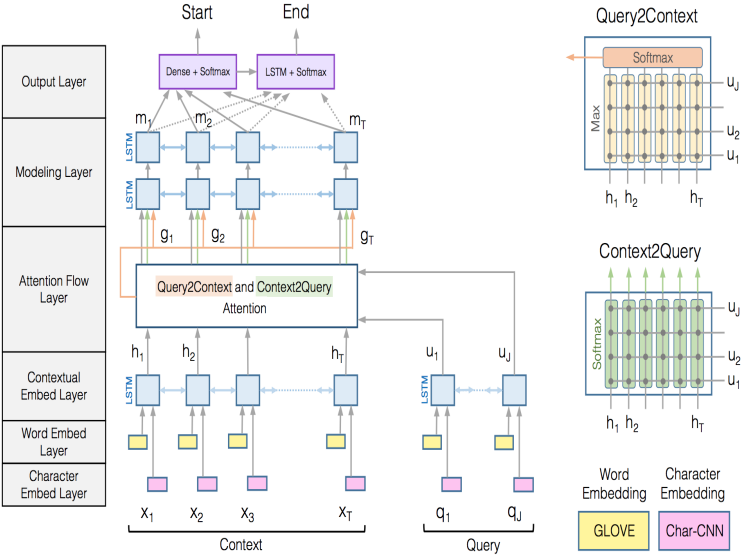 Start End
Output Layer
Dense + Softmax
LSTM + Softmax
m1 m2 mT
Modeling Layer
LSTM
LSTM
g1 g2 gT
Attention Flow
Layer
Query2Context and Context2Query
Attention
h1 h2 hT
u1 uJ
Contextual
Embed Layer
LSTM
LSTM
Word Embed
Layer
Character
Embed Layer
x1 x2 x3 xT
q1 qJ
Context
Query
Query2Context
Softmax
Max
uJ
u2
u1
h1 h2 hT
Context2Query
Softmax
uJ
u2
u1
h1 h2 hT
Word
Embedding
GLOVE
Character
Embedding
Char-CNN